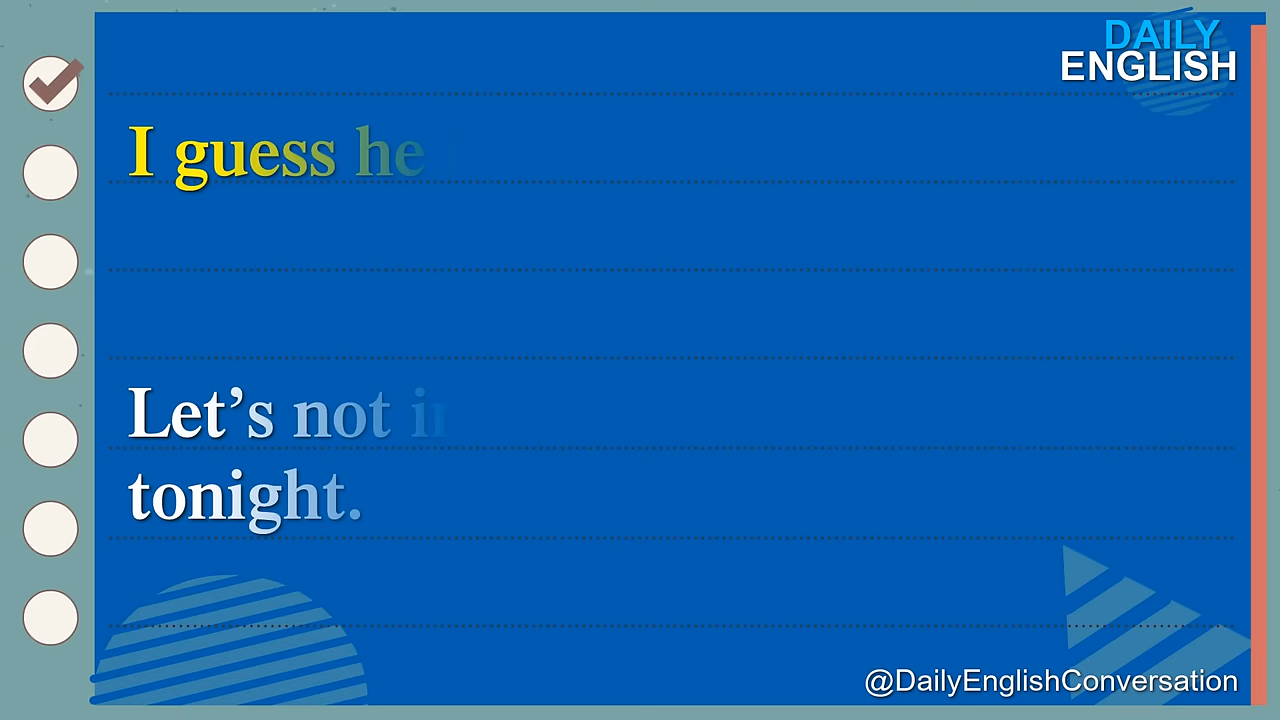 DAILY
ENGLISH
I guess he
Let’s not
tonight.
@DailyEnglishConversation